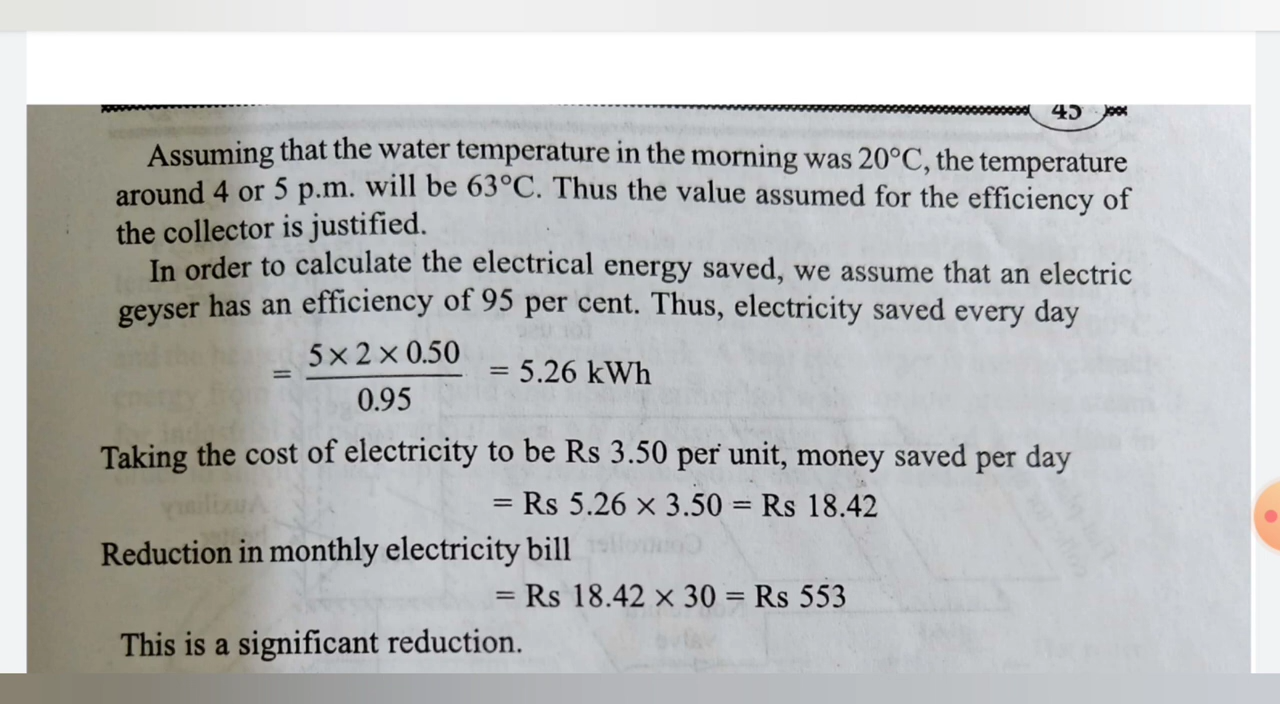 45
Assuming that the water temperature in the morning was 20°C, the temperature
around 4 or 5 p.m. will be 63°C. Thus the value assumed for the efficiency of
the collector is justified.
In order to calculate the electrical energy saved, we assume that an electric
geyser has an efficiency of 95 per cent. Thus, electricity saved every day
= 5 × 2 × 0.50 = 5.26 kWh
0.95
Taking the cost of electricity to be Rs 3.50 per unit, money saved per day
= Rs 5.26 × 3.50 = Rs 18.42
Reduction in monthly electricity bill
= Rs 18.42 × 30 = Rs 553
This is a significant reduction.